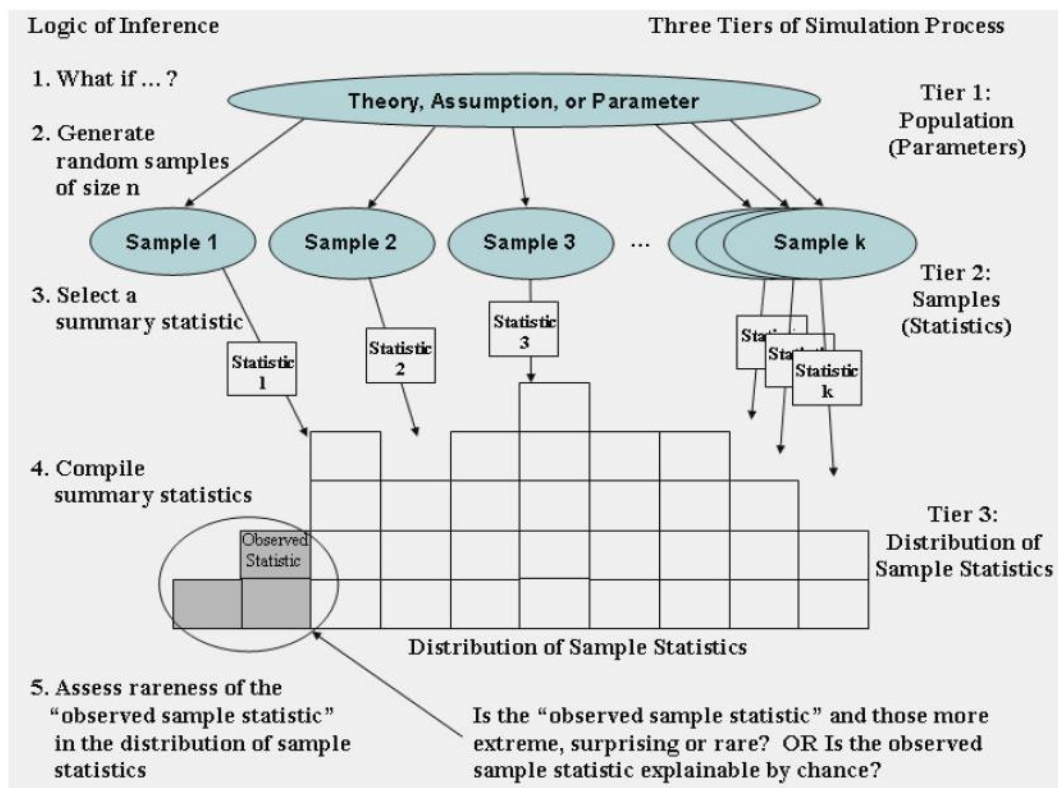 Logic of Inference
Three Tiers of Simulation Process
1. What if ... ?
Theory, Assumption, or Parameter
Tier 1:
Population
(Parameters)
2. Generate
random samples
of size n
Sample 1
Sample 2
Sample 3
...
Sample k
Tier 2:
Samples
(Statistics)
3. Select a
summary statistic
Statistic
1
Statistic
2
Statistic
3
Stat
Stat
Statistic
k
4. Compile
summary statistics
Observed
Statistic
Tier 3:
Distribution of
Sample Statistics
Distribution of Sample Statistics
5. Assess rareness of the
“observed sample statistic”
in the distribution of sample
statistics
Is the “observed sample statistic” and those more
extreme, surprising or rare? OR Is the observed
sample statistic explainable by chance?